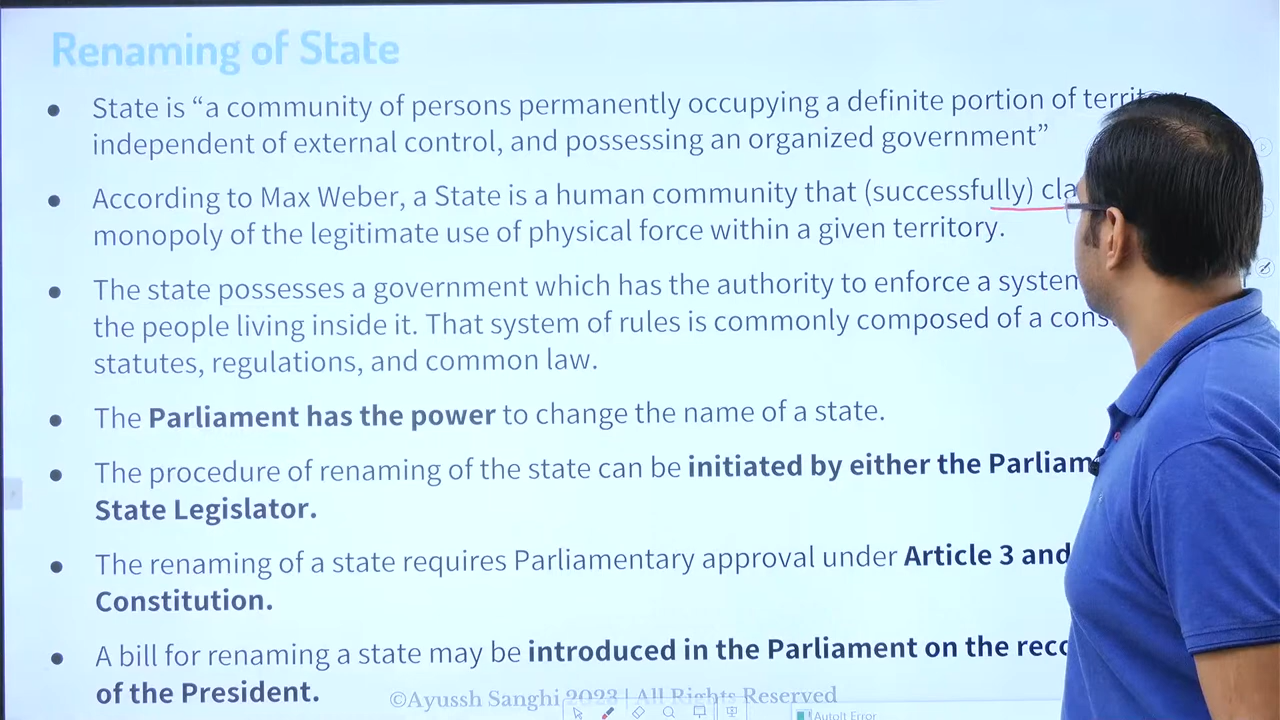 Renaming of State
● State is “a community of persons permanently occupying a definite portion of
independent of external control, and possessing an organized government”
● According to Max Weber, a State is a human community that (successfully)
monopoly of the legitimate use of physical force within a given territory.
● The state possesses a government which has the authority to enforce a system
the people living inside it. That system of rules is commonly composed of a
statutes, regulations, and common law.
● The Parliament has the power to change the name of a state.
● The procedure of renaming of the state can be initiated by either the
State Legislator.
● The renaming of a state requires Parliamentary approval under Article 3 and
Constitution.
● A bill for renaming a state may be introduced in the Parliament on the
of the President.
©Ayussh Sanghi 2023 | All Rights Reserved
AutoIt Error